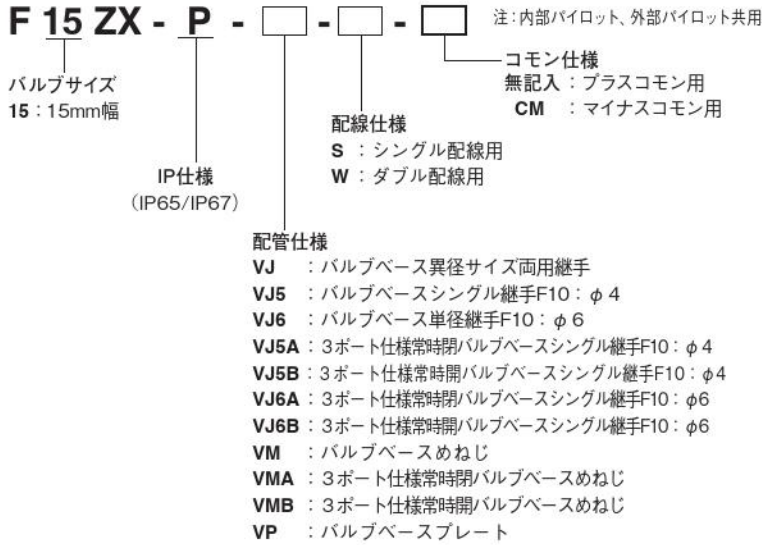 F 15 ZX - P - □ - □ - □
注：内部パイロット、外部パイロット共用
バルブサイズ
15：15mm幅
IP仕様
（IP65/IP67）
コモン仕様
無記入：プラスコモン用
CM：マイナスコモン用
配線仕様
S：シングル配線用
W：ダブル配線用
配管仕様
VJ：バルブベース異径サイズ両用継手
VJ5：バルブベースシングル継手F10：φ4
VJ6：バルブベース単径継手F10：φ6
VJ5A：3ポート仕様常時閉バルブベースシングル継手F10：φ4
VJ5B：3ポート仕様常時開バルブベースシングル継手F10：φ4
VJ6A：3ポート仕様常時閉バルブベースシングル継手F10：φ6
VJ6B：3ポート仕様常時開バルブベースシングル継手F10：φ6
VM：バルブベースめねじ
VMA：3ポート仕様常時閉バルブベースめねじ
VMB：3ポート仕様常時開バルブベースめねじ
VP：バルブベースプレート